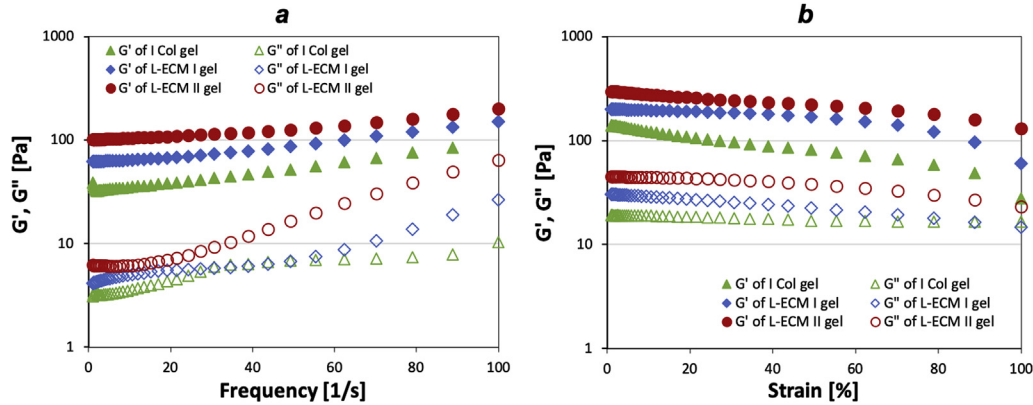 a
G' of I Col gel
G" of I Col gel
G' of L-ECM I gel
G" of L-ECM I gel
G' of L-ECM II gel
G" of L-ECM II gel
1000
100
10
1
G', G" [Pa]
0
20
40
60
80
100
Frequency [1/s]
b
1000
100
10
1
G', G" [Pa]
G' of I Col gel
G" of I Col gel
G' of L-ECM I gel
G" of L-ECM I gel
G' of L-ECM II gel
G" of L-ECM II gel
0
20
40
60
80
100
Strain [%]